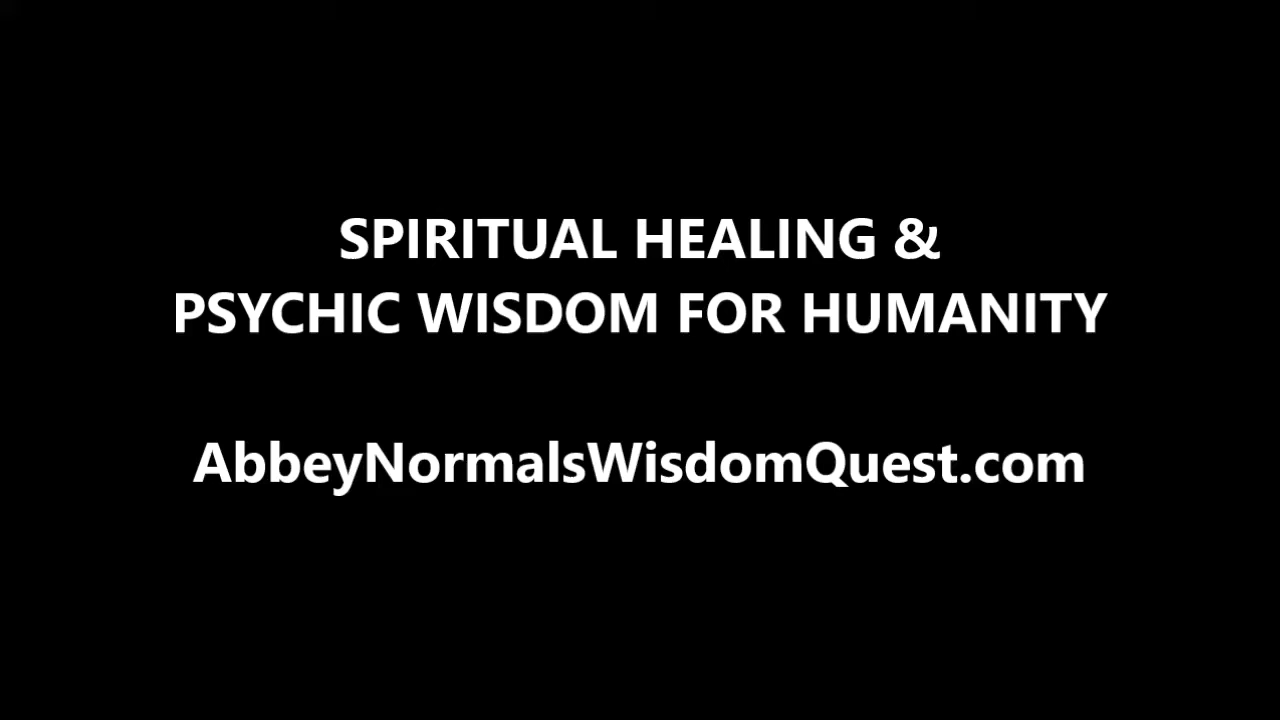 SPIRITUAL HEALING &
PSYCHIC WISDOM FOR HUMANITY
AbbeyNormalsWisdomQuest.com